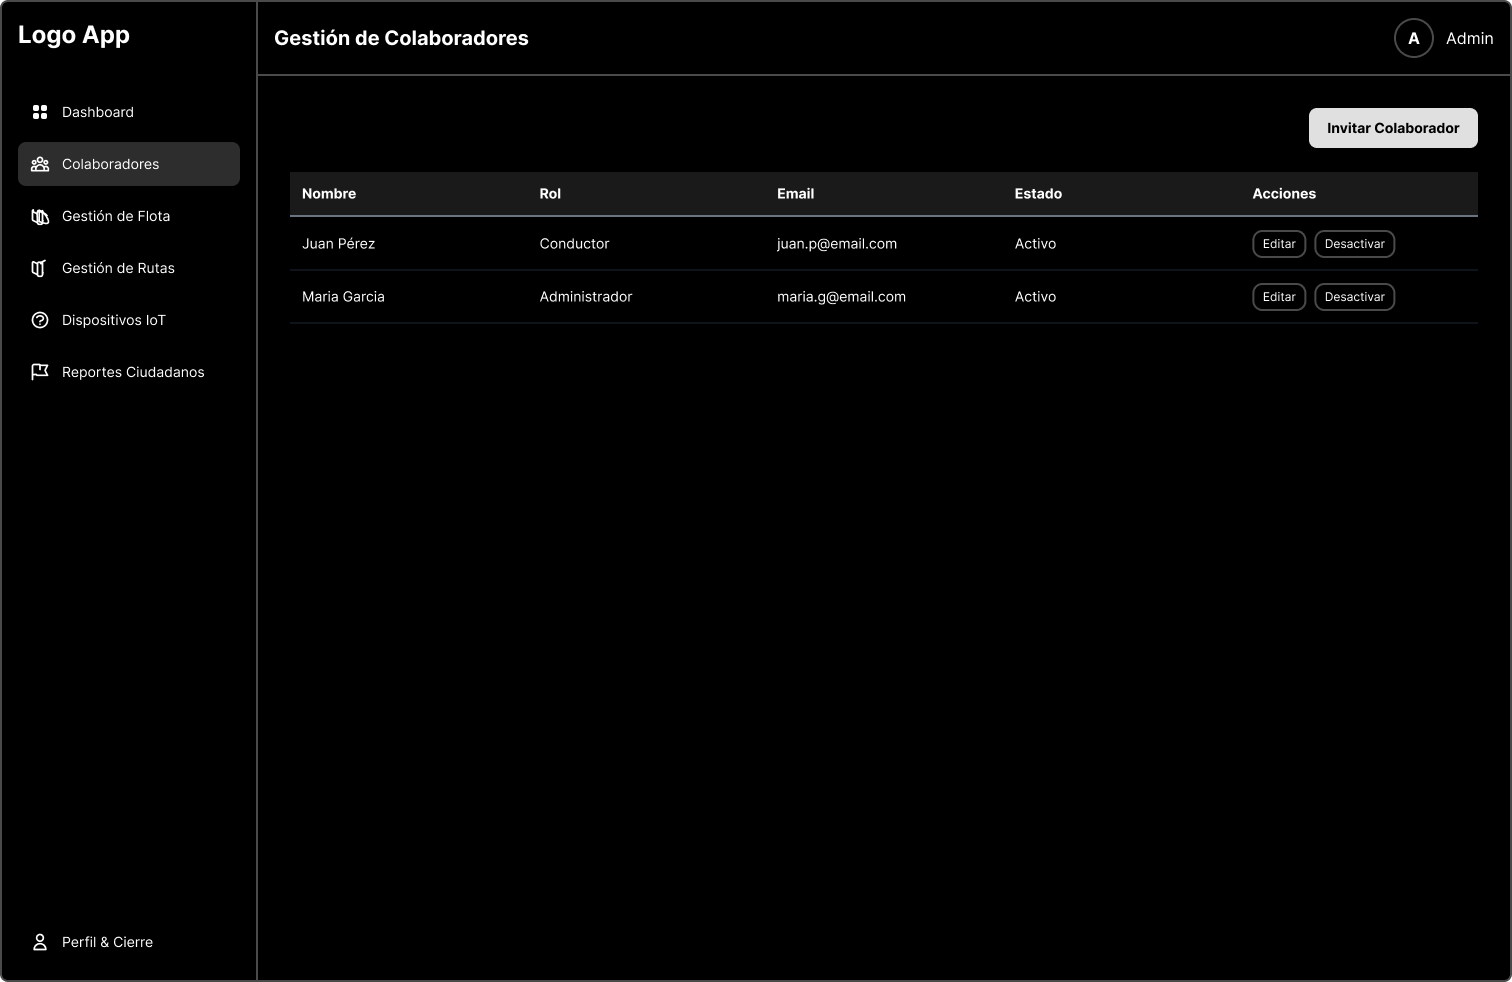 Logo App
Dashboard
Colaboradores
Gestión de Flota
Gestión de Rutas
Dispositivos IoT
Reportes Ciudadanos
Perfil & Cierre
Gestión de Colaboradores
A Admin
Invitar Colaborador
Nombre Rol Email Estado Acciones
Juan Pérez Conductor juan.p@email.com Activo Editar Desactivar
Maria Garcia Administrador maria.g@email.com Activo Editar Desactivar